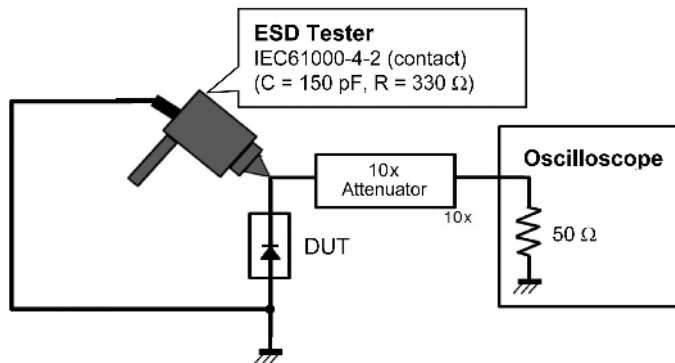 ESD Tester
IEC61000-4-2 (contact)
(C = 150 pF, R = 330 Ω)
10x
Attenuator
10x
Oscilloscope
50 Ω
DUT